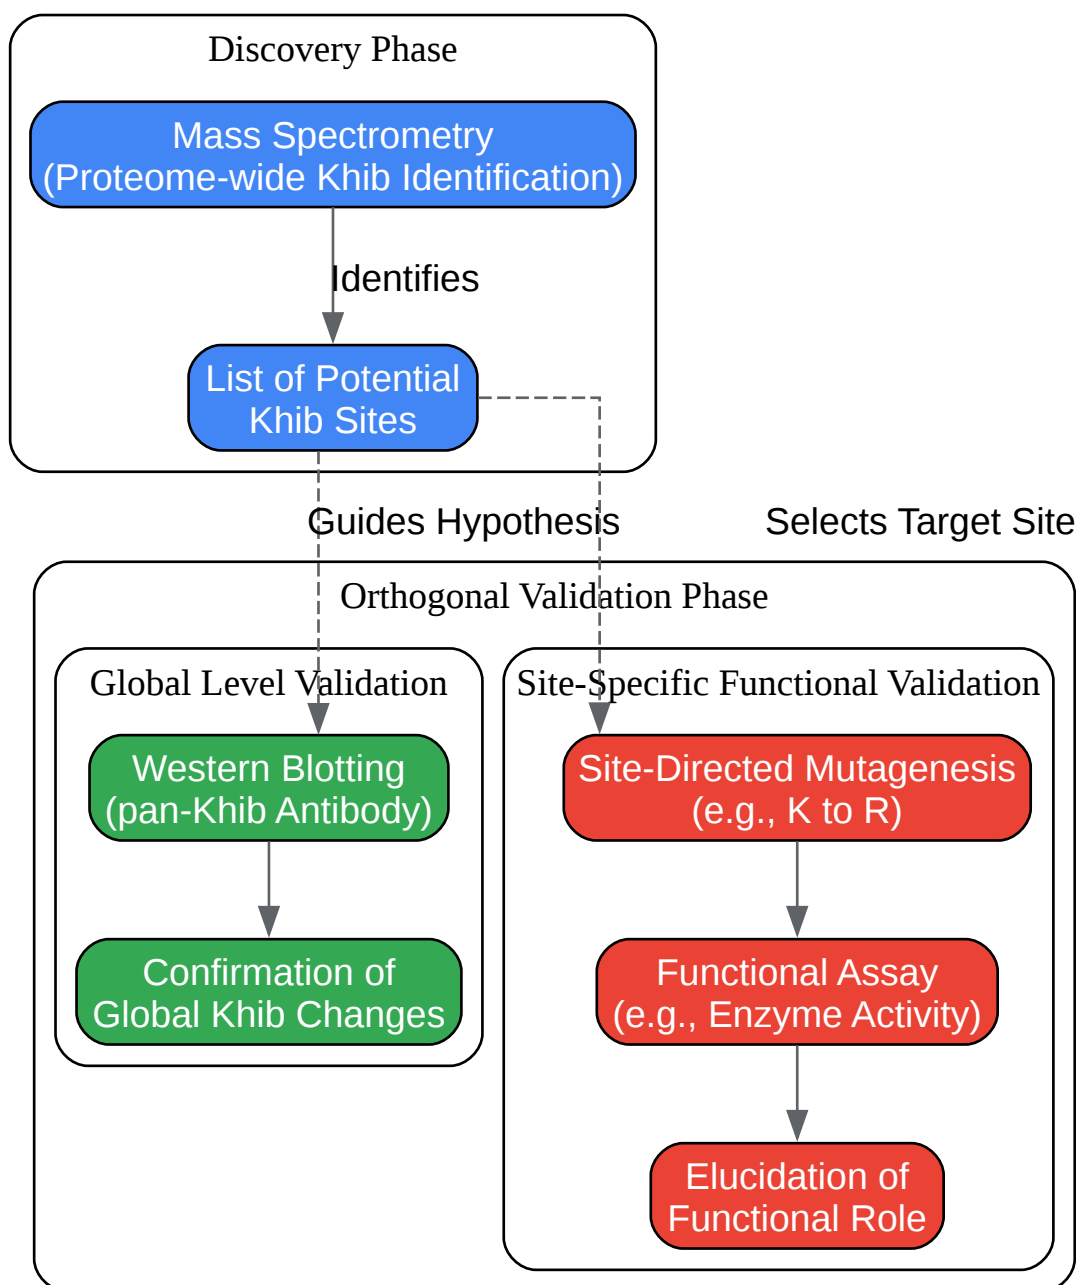 Discovery Phase
Mass Spectrometry
(Proteome-wide Khib Identification)
Identifies
List of Potential
Khib Sites
Guides Hypothesis
Selects Target Site
Orthogonal Validation Phase
Global Level Validation
Western Blotting
(pan-Khib Antibody)
Confirmation of
Global Khib Changes
Site-Specific Functional Validation
Site-Directed Mutagenesis
(e.g., K to R)
Functional Assay
(e.g., Enzyme Activity)
Elucidation of
Functional Role